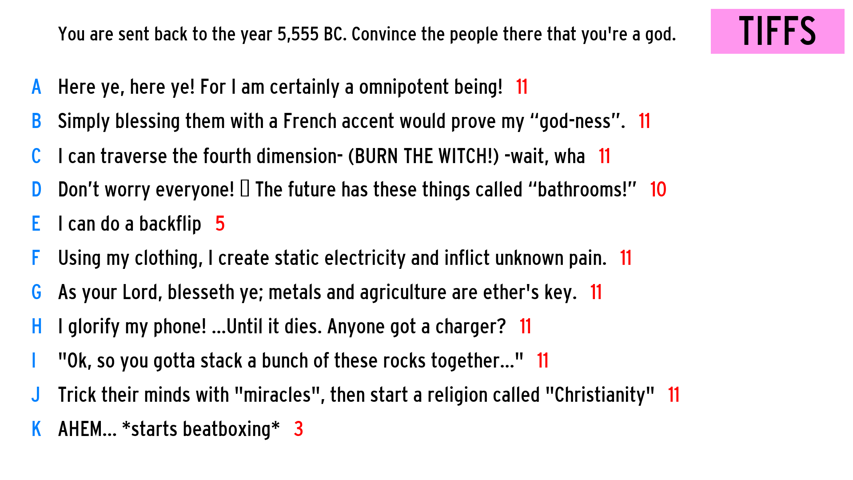 You are sent back to the year 5,555 BC. Convince the people there that you're a god.
TIFFS
A Here ye, here ye! For I am certainly a omnipotent being! 11
B Simply blessing them with a French accent would prove my “god-ness”. 11
C I can traverse the fourth dimension- (BURN THE WITCH!) -wait, wha 11
D Don’t worry everyone! ▯ The future has these things called “bathrooms!” 10
E I can do a backflip 5
F Using my clothing, I create static electricity and inflict unknown pain. 11
G As your Lord, blesseth ye; metals and agriculture are ether's key. 11
H I glorify my phone! ...Until it dies. Anyone got a charger? 11
I "Ok, so you gotta stack a bunch of these rocks together..." 11
J Trick their minds with "miracles", then start a religion called "Christianity" 11
K AHEM... *starts beatboxing* 3